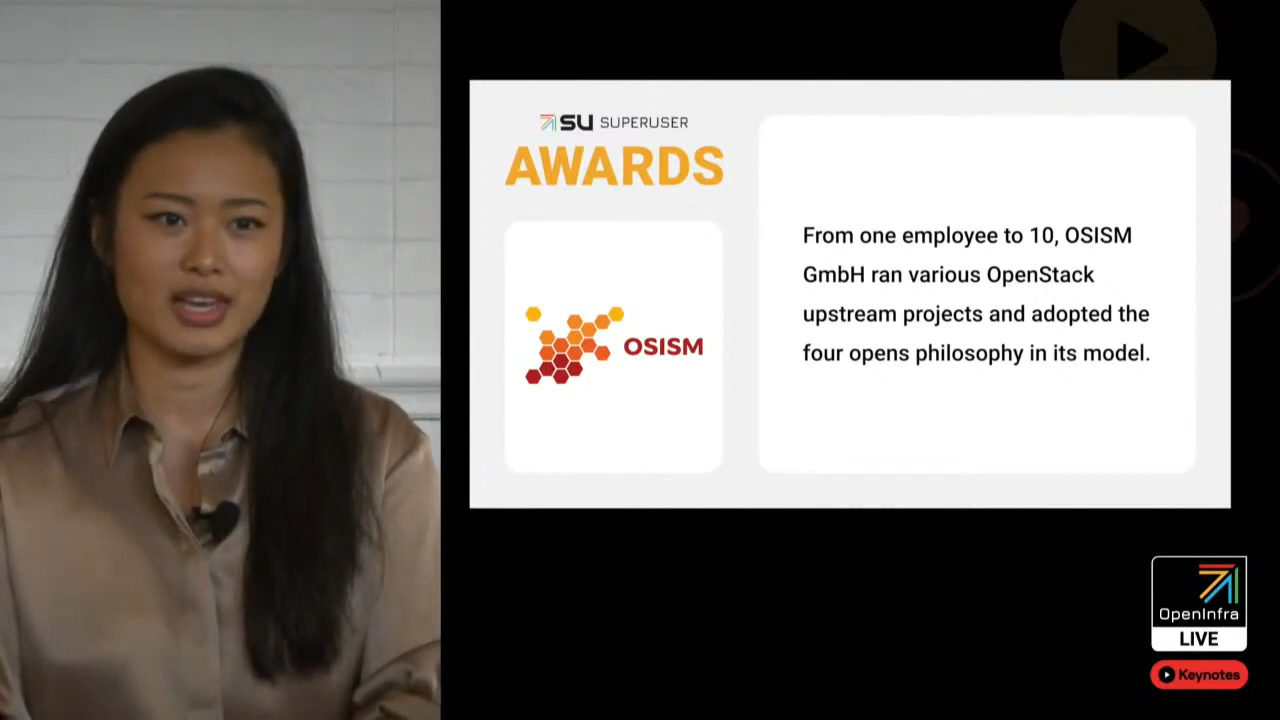 SU SUPERUSER
AWARDS
OSISM
From one employee to 10, OSISM
GmbH ran various OpenStack
upstream projects and adopted the
four opens philosophy in its model.
OpenInfra
LIVE
Keynotes